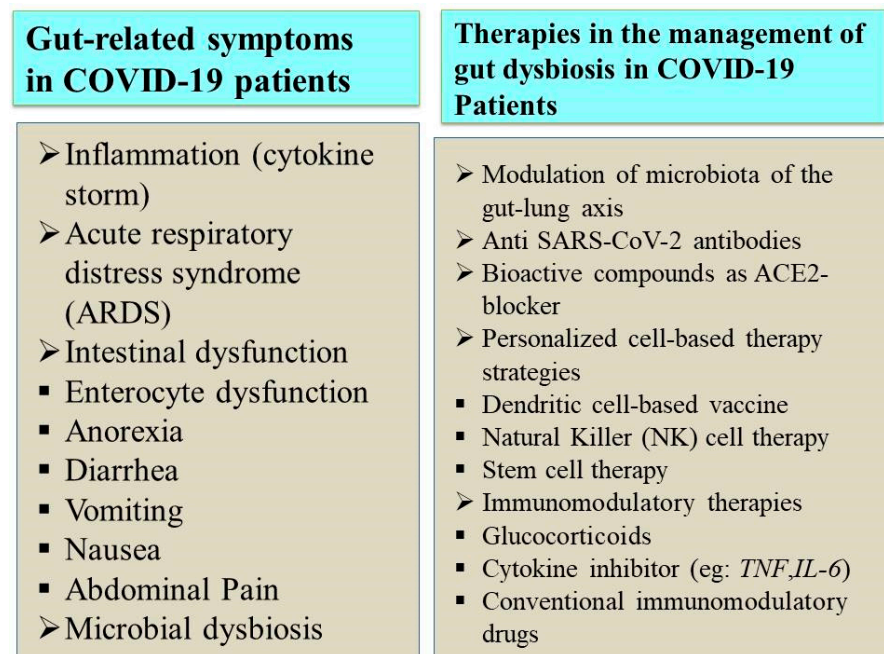 Gut-related symptoms
in COVID-19 patients
➢Inflammation (cytokine
storm)
➢Acute respiratory
distress syndrome
(ARDS)
➢Intestinal dysfunction
▪ Enterocyte dysfunction
▪ Anorexia
▪ Diarrhea
▪ Vomiting
▪ Nausea
▪ Abdominal Pain
➢Microbial dysbiosis
Therapies in the management of
gut dysbiosis in COVID-19
Patients
➢ Modulation of microbiota of the
gut-lung axis
➢ Anti SARS-CoV-2 antibodies
➢ Bioactive compounds as ACE2-
blocker
➢ Personalized cell-based therapy
strategies
▪ Dendritic cell-based vaccine
▪ Natural Killer (NK) cell therapy
▪ Stem cell therapy
➢ Immunomodulatory therapies
▪ Glucocorticoids
▪ Cytokine inhibitor (eg: TNF,IL-6)
▪ Conventional immunomodulatory
drugs